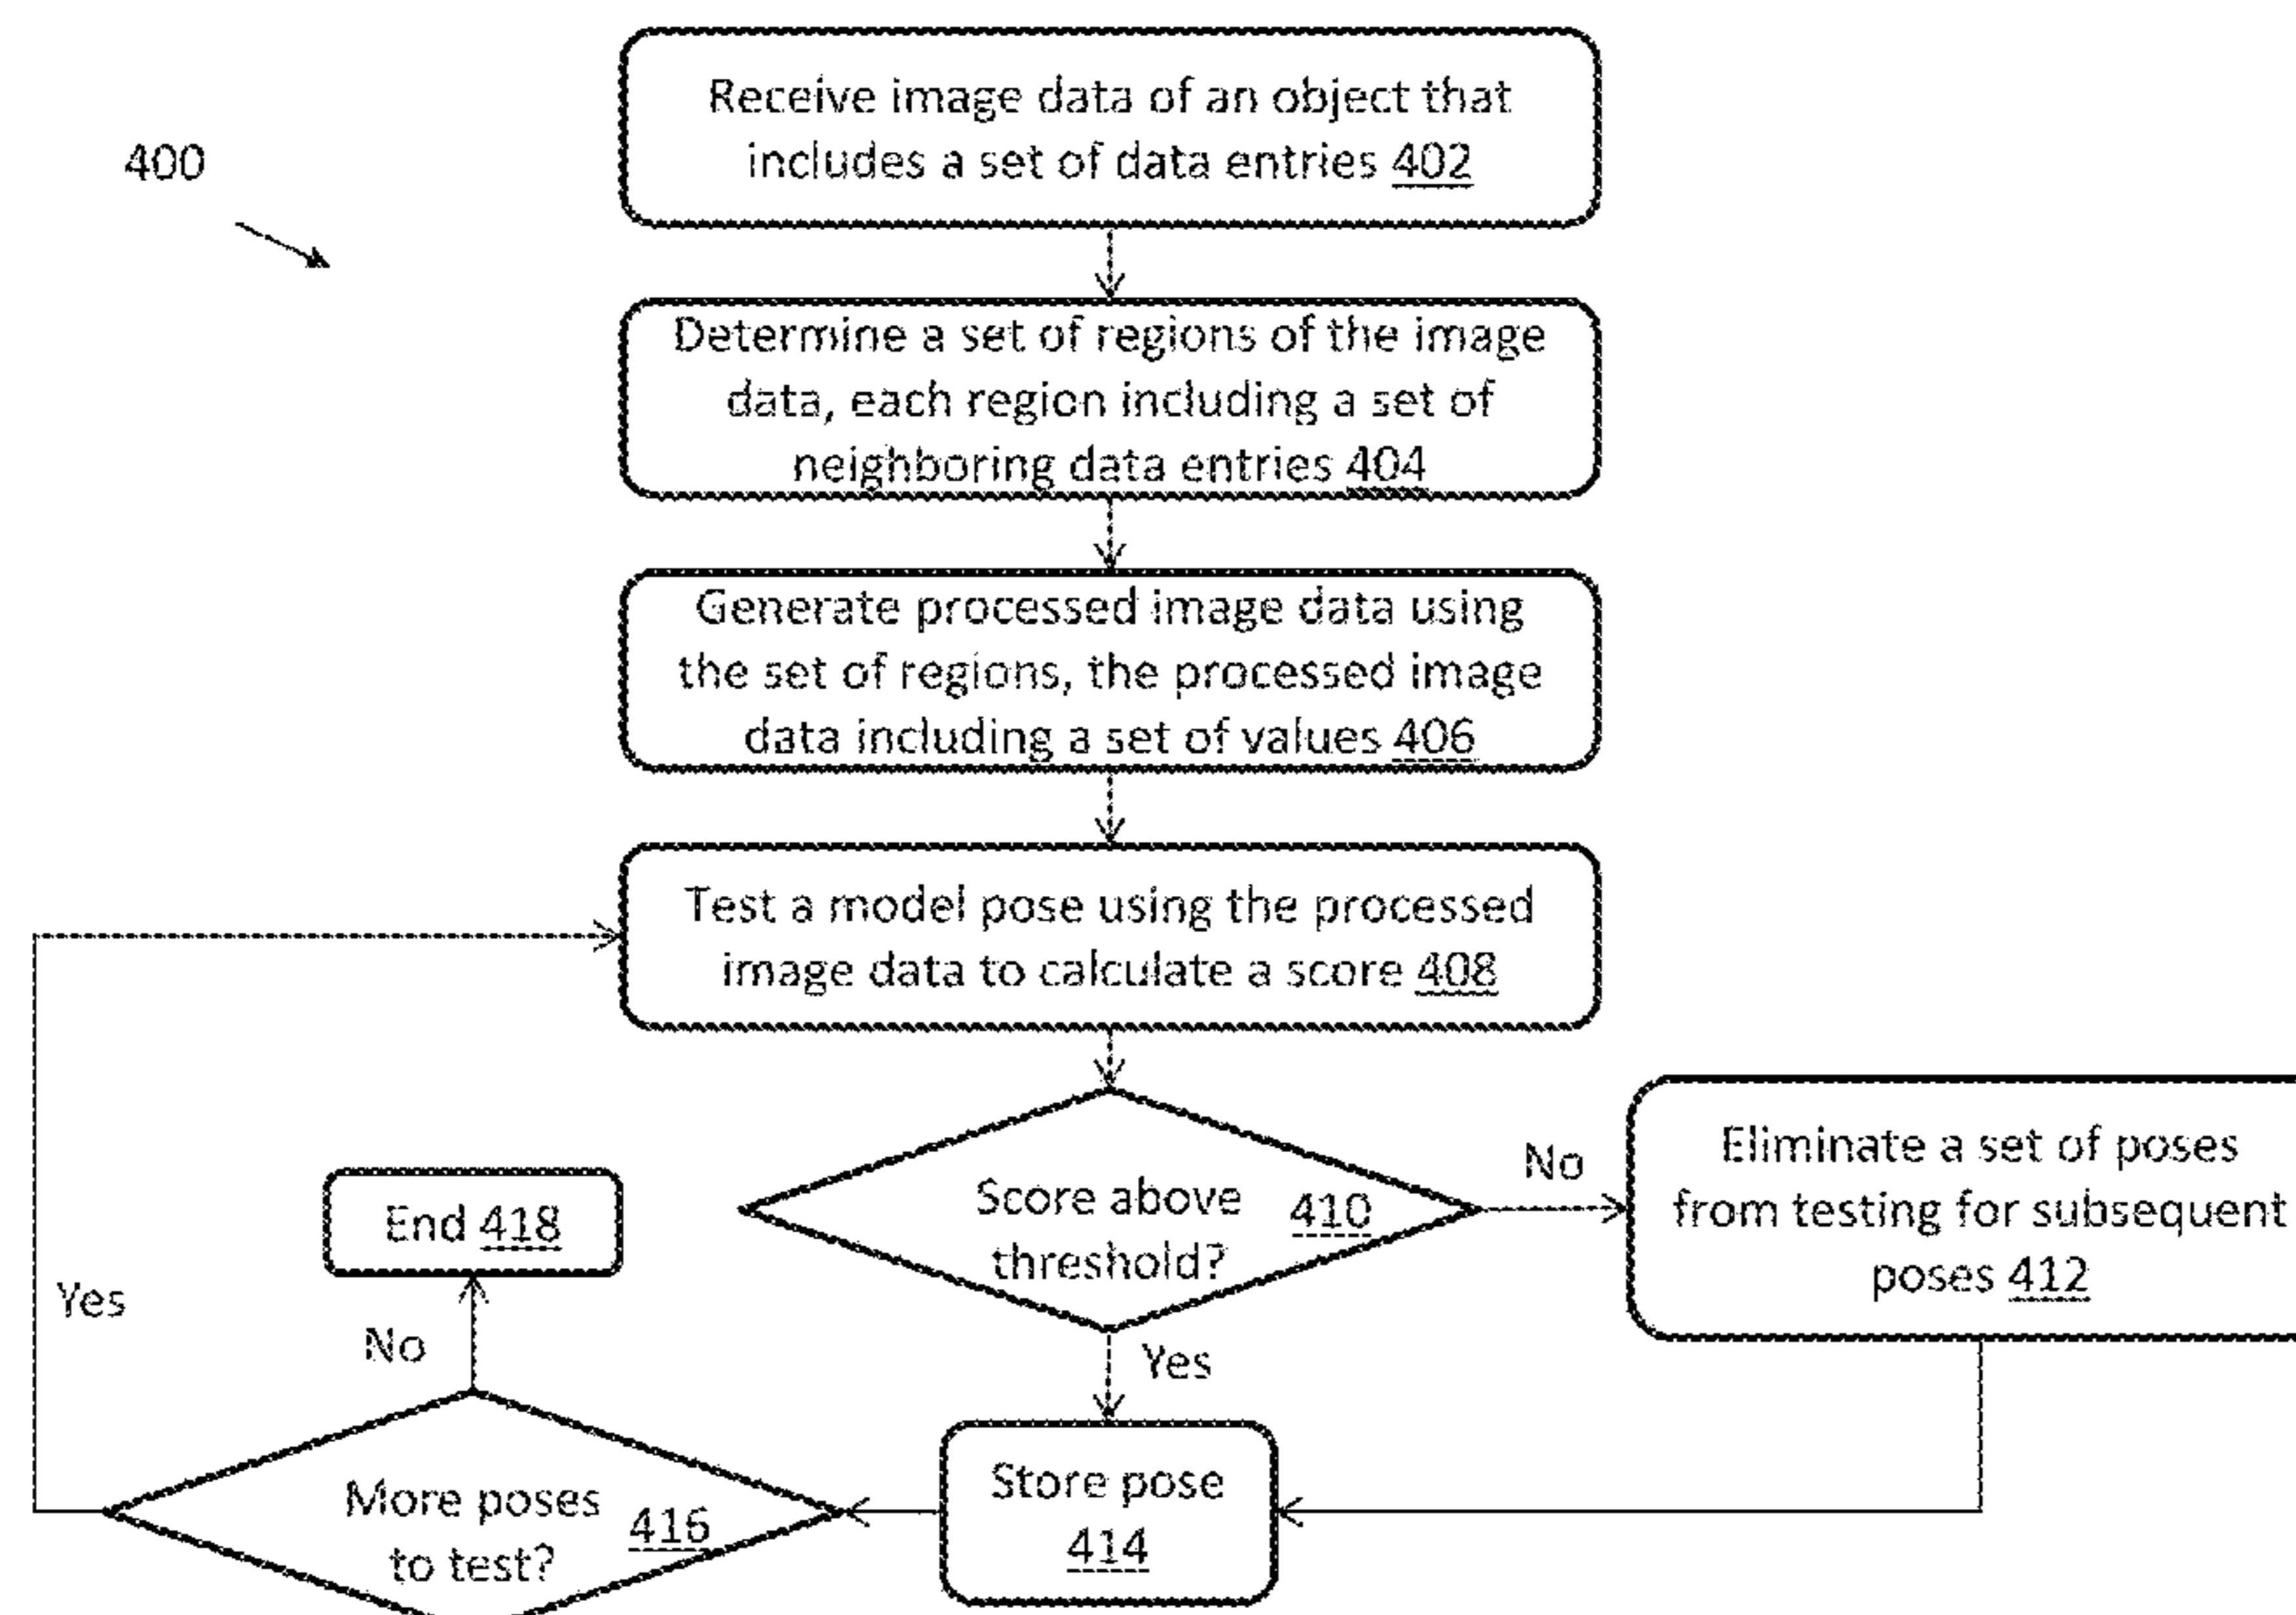 400
Receive image data of an object that
includes a set of data entries 402
Determine a set of regions of the image
data, each region including a set of
neighboring data entries 404
Generate processed image data using
the set of regions, the processed image
data including a set of values 406
Test a model pose using the processed
image data to calculate a score 408
Score above
threshold?
410
No
Eliminate a set of poses
from testing for subsequent
poses 412
Yes
Store pose
414
More poses
to test?
416
No
End 418
Yes